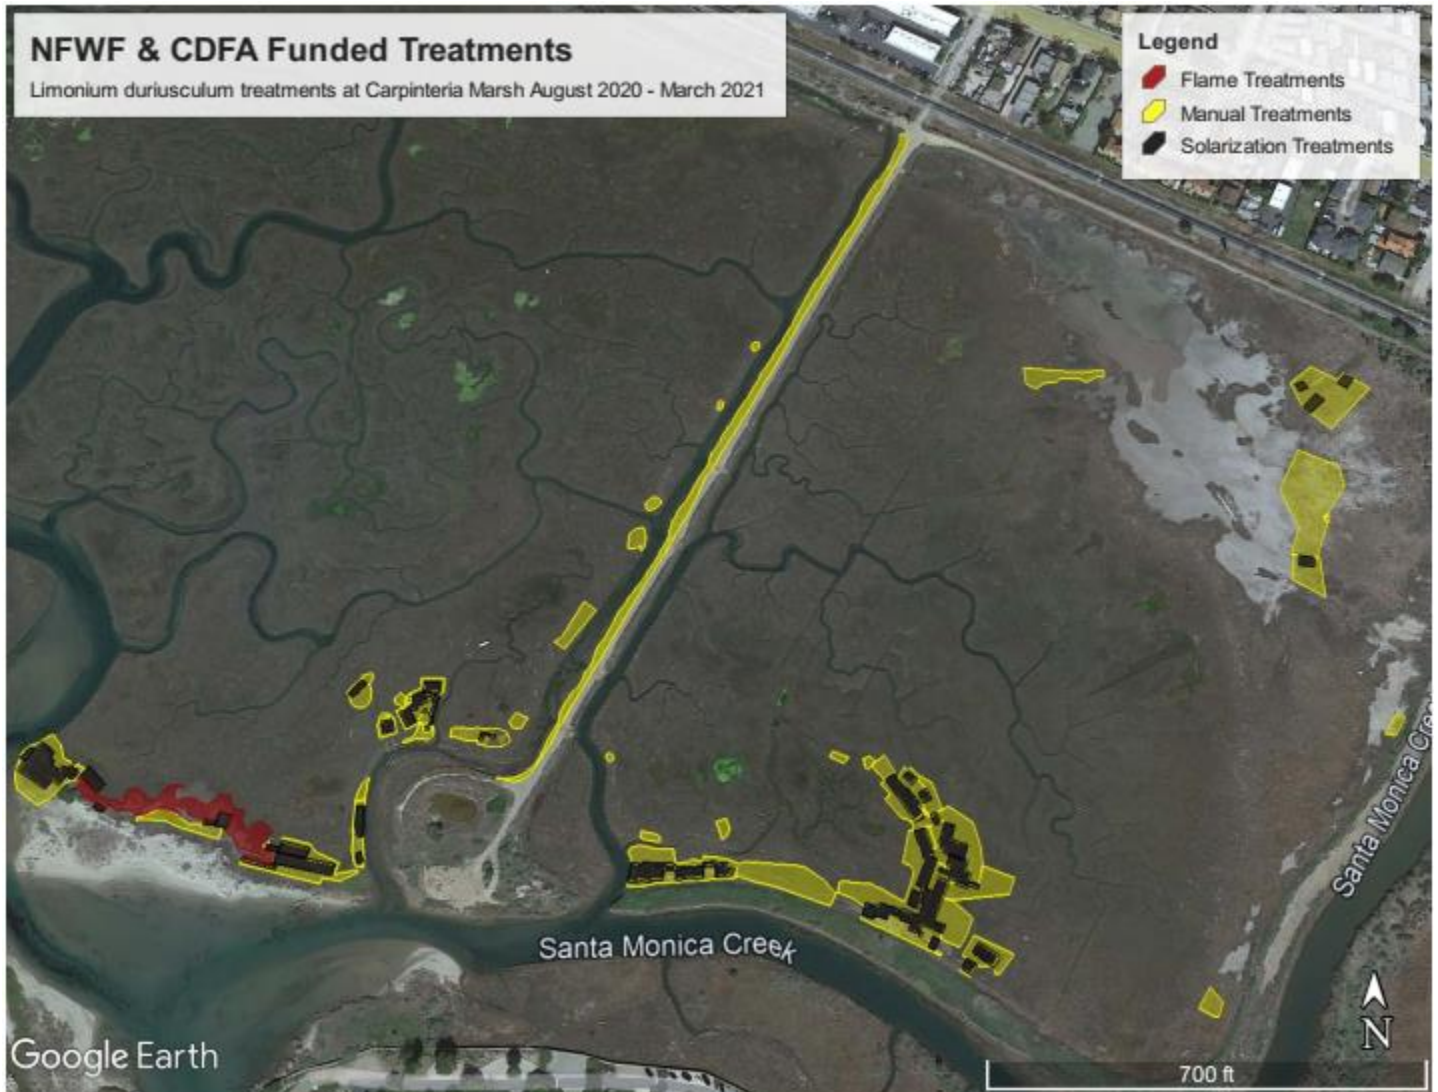 NFWF & CDFA Funded Treatments
Limonium duriusculum treatments at Carpinteria Marsh August 2020 - March 2021
Legend
Flame Treatments
Manual Treatments
Solarization Treatments
Santa Monica Creek
Santa Monica Cree
N
Google Earth
700 ft